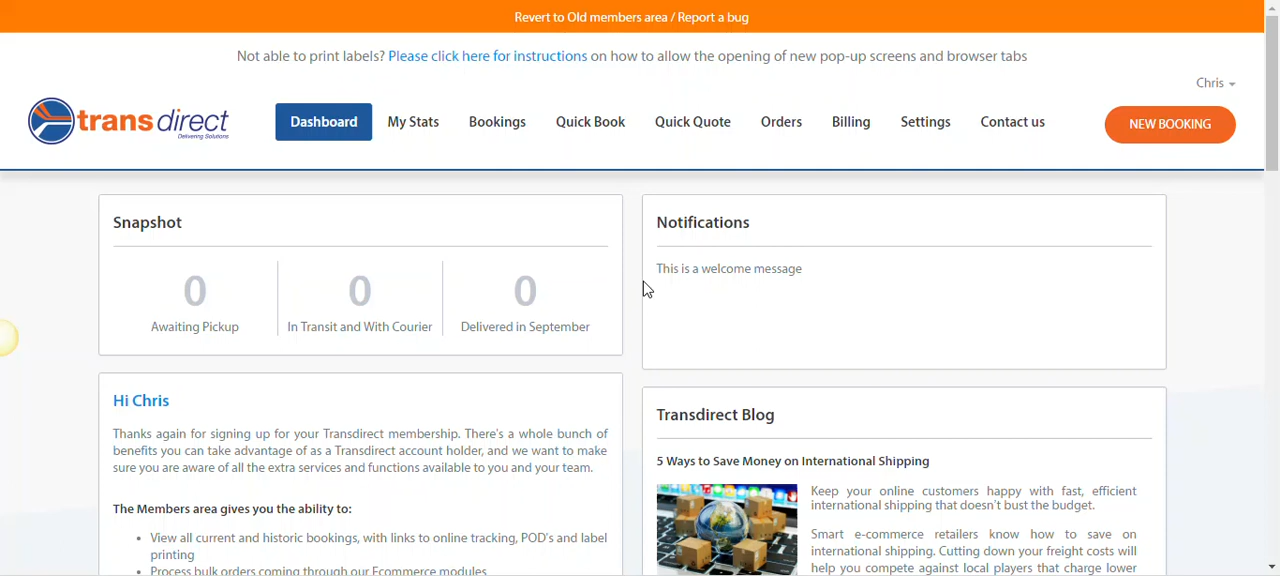 Revert to Old members area / Report a bug
Not able to print labels? Please click here for instructions on how to allow the opening of new pop-up screens and browser tabs
Chris
transdirect
Delivering Solutions
Dashboard My Stats Bookings Quick Book Quick Quote Orders Billing Settings Contact us NEW BOOKING
Snapshot
0 0 0
Awaiting Pickup In Transit and With Courier Delivered in September
Notifications
This is a welcome message
Hi Chris
Thanks again for signing up for your Transdirect membership. There's a whole bunch of
benefits you can take advantage of as a Transdirect account holder, and we want to make
sure you are aware of all the extra services and functions available to you and your team.
The Members area gives you the ability to:
• View all current and historic bookings, with links to online tracking, POD's and label
printing
• Process bulk orders coming through our Ecommerce modules
Transdirect Blog
5 Ways to Save Money on International Shipping
Keep your online customers happy with fast, efficient
international shipping that doesn't bust the budget.
Smart e-commerce retailers know how to save on
international shipping. Cutting down your freight costs will
help you compete against local players that charge lower